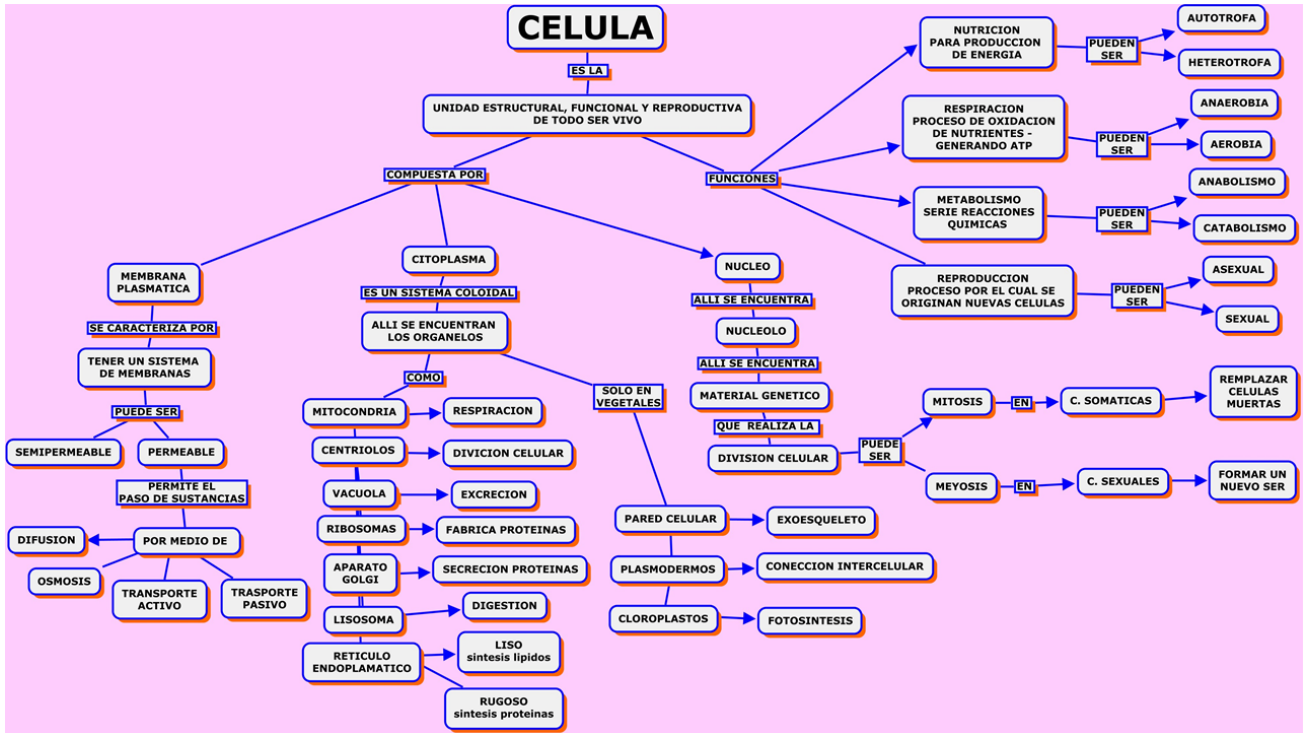 CELULA
ES LA
UNIDAD ESTRUCTURAL, FUNCIONAL Y REPRODUCTIVA
DE TODO SER VIVO
COMPUESTA POR
MEMBRANA
PLASMATICA
SE CARACTERIZA POR
TENER UN SISTEMA
DE MEMBRANAS
PUEDE SER
SEMIPERMEABLE
PERMEABLE
PERMITE EL
PASO DE SUSTANCIAS
POR MEDIO DE
DIFUSION
OSMOSIS
TRANSPORTE
ACTIVO
TRASPORTE
PASIVO
CITOPLASMA
ES UN SISTEMA COLOIDAL
ALLI SE ENCUENTRAN
LOS ORGANELOS
COMO
MITOCONDRIA
RESPIRACION
CENTRIOLOS
DIVICION CELULAR
VACUOLA
EXCRECION
RIBOSOMAS
FABRICA PROTEINAS
APARATO
GOLGI
SECRECION PROTEINAS
LISOSOMA
DIGESTION
RETICULO
ENDOPLAMATICO
LISO
sintesis lipidos
RUGOSO
sintesis proteinas
SOLO EN
VEGETALES
PARED CELULAR
EXOESQUELETO
PLASMODERMOS
CONECCION INTERCELULAR
CLOROPLASTOS
FOTOSINTESIS
NUCLEO
ALLI SE ENCUENTRA
NUCLEOLO
ALLI SE ENCUENTRA
MATERIAL GENETICO
QUE REALIZA LA
DIVISION CELULAR
PUEDE
SER
MITOSIS
EN
C. SOMATICAS
REMPLAZAR
CELULAS
MUERTAS
MEYOSIS
EN
C. SEXUALES
FORMAR UN
NUEVO SER
FUNCIONES
NUTRICION
PARA PRODUCCION
DE ENERGIA
PUEDEN
SER
AUTOTROFA
HETEROTROFA
RESPIRACION
PROCESO DE OXIDACION
DE NUTRIENTES -
GENERANDO ATP
PUEDEN
SER
ANAEROBIA
AEROBIA
METABOLISMO
SERIE REACCIONES
QUIMICAS
PUEDEN
SER
ANABOLISMO
CATABOLISMO
REPRODUCCION
PROCESO POR EL CUAL SE
ORIGINAN NUEVAS CELULAS
PUEDEN
SER
ASEXUAL
SEXUAL